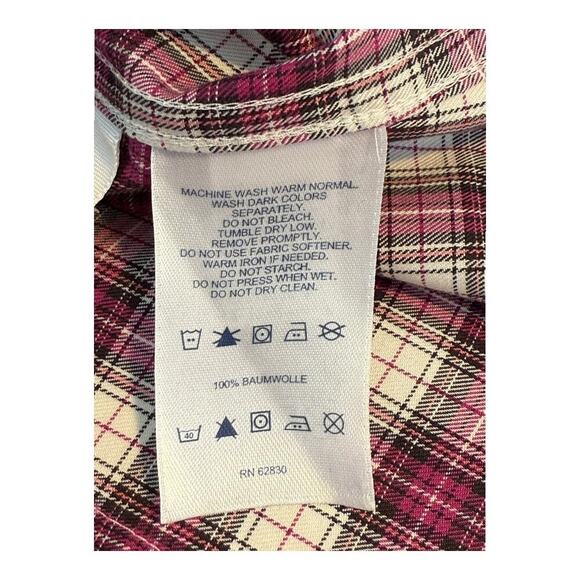 MACHINE WASH WARM NORMAL.
WASH DARK COLORS
SEPARATELY.
DO NOT BLEACH.
TUMBLE DRY LOW.
REMOVE PROMPTLY.
DO NOT USE FABRIC SOFTENER.
WARM IRON IF NEEDED.
DO NOT STARCH.
DO NOT PRESS WHEN WET.
DO NOT DRY CLEAN.
100% BAUMWOLLE
40
RN 62830